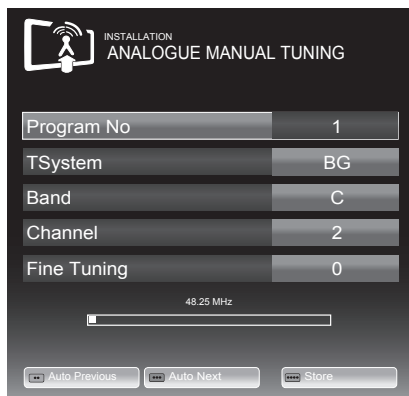 INSTALLATION
ANALOGUE MANUAL TUNING
Program No 1
TSystem BG
Band C
Channel 2
Fine Tuning 0
48.25 MHz
Auto Previous Auto Next Store